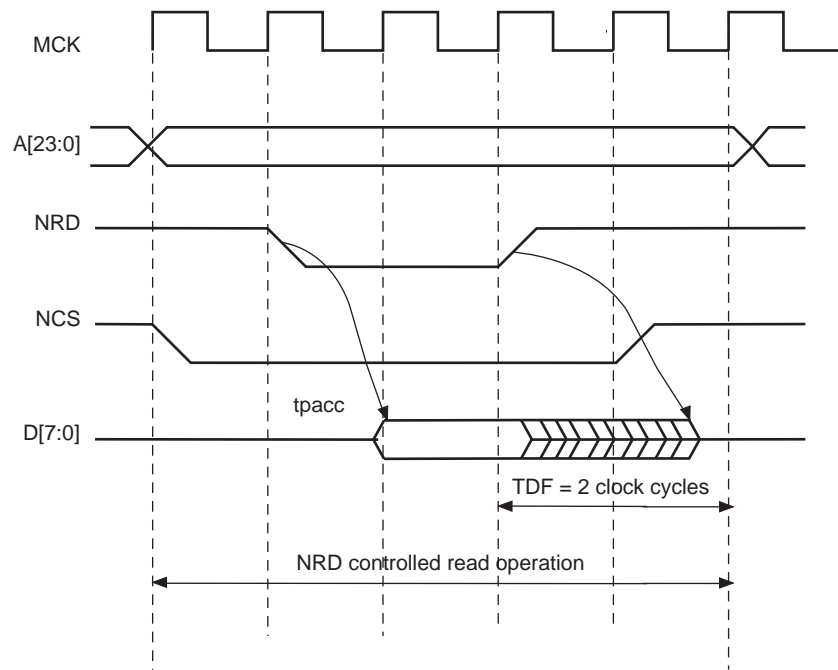 MCK
A[23:0]
NRD
NCS
tpacc
D[7:0]
TDF = 2 clock cycles
NRD controlled read operation